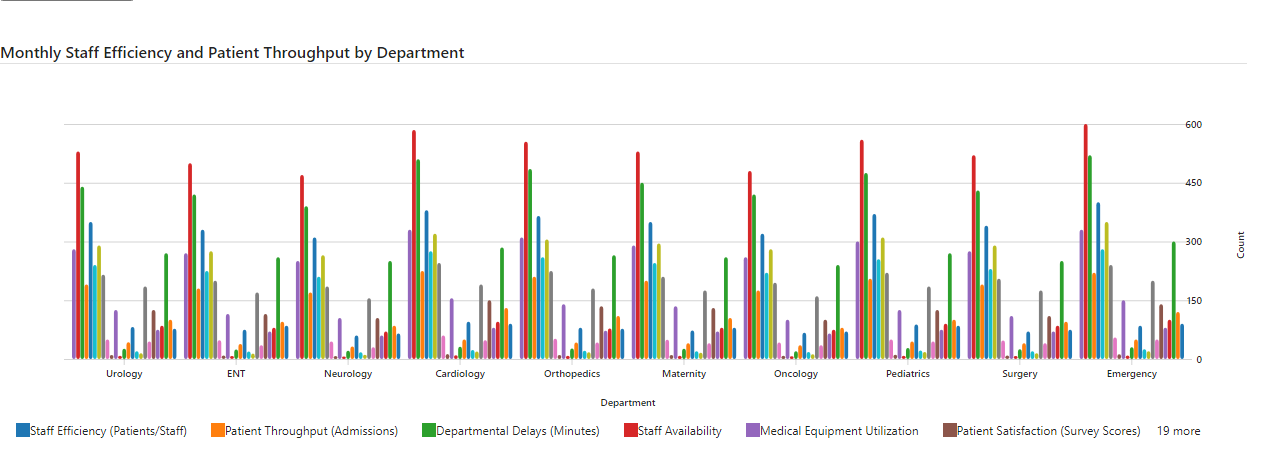 Monthly Staff Efficiency and Patient Throughput by Department
600
450
300
150
0
Count
Urology ENT Neurology Cardiology Orthopedics Maternity Oncology Pediatrics Surgery Emergency
Department
Staff Efficiency (Patients/Staff) Patient Throughput (Admissions) Departmental Delays (Minutes) Staff Availability Medical Equipment Utilization Patient Satisfaction (Survey Scores) 19 more